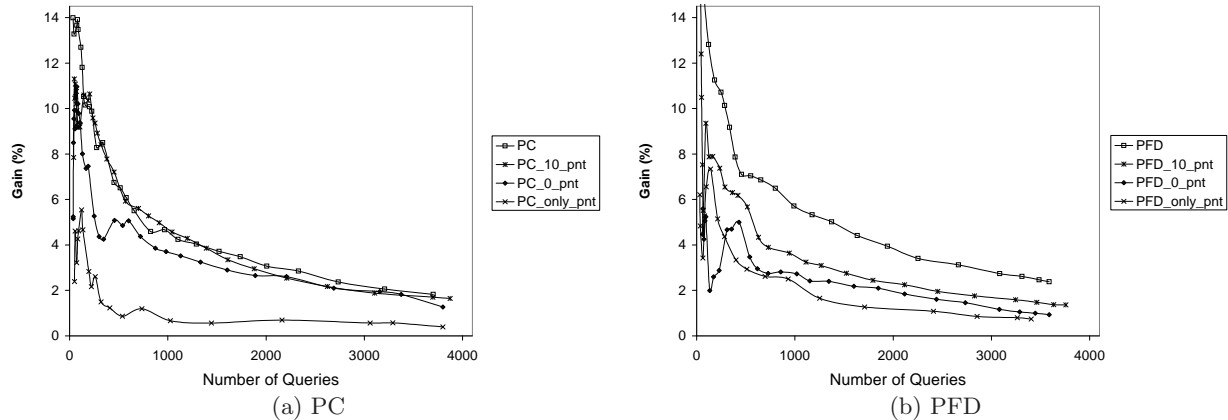 14
12
10
8
6
4
2
0
Gain (%)
0
1000
2000
3000
4000
Number of Queries
PC
PC_10_pnt
PC_0_pnt
PC_only_pnt
(a) PC
14
12
10
8
6
4
2
0
Gain (%)
0
1000
2000
3000
4000
Number of Queries
PFD
PFD_10_pnt
PFD_0_pnt
PFD_only_pnt
(b) PFD